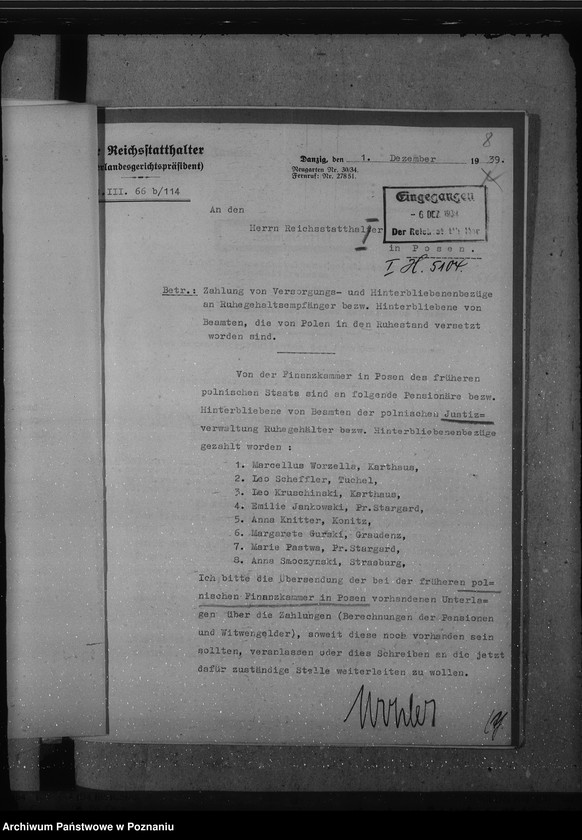 8
Reichsstatthalter
erlandesgerichtspräsident)
III. 66 b/114
Danzig, den 1. Dezember 1939.
Neugarten Nr. 30/34.
Fernruf: Nr. 27851.
Eingegangen
- 6 DEZ. 1939
An den
Herrn Reichsstatthalter
in Posen.
I H. 5104.
Betr.: Zahlung von Versorgungs- und Hinterbliebenenbezüge
an Ruhegehaltsempfänger bezw. Hinterbliebene von
Beamten, die von Polen in den Ruhestand versetzt
worden sind.
Von der Finanzkammer in Posen des früheren
polnischen Staats sind an folgende Pensionäre bezw.
Hinterbliebene von Beamten der polnischen Justiz=
verwaltung Ruhegehälter bezw. Hinterbliebenenbezüge
gezahlt worden :
1. Marcellus Worzella, Karthaus,
2. Leo Scheffler, Tuchel,
3. Leo Kruschinski, Karthaus,
4. Emilie Jankowski, Pr.Stargard,
5. Anna Knitter, Konitz,
6. Margarete Gurski, Graudenz,
7. Marie Pastwa, Pr.Stargard,
8. Anna Smoczynski, Strasburg,
Ich bitte die Übersendung der bei der früheren pol=
nischen Finanzkammer in Posen vorhandenen Unterla=
gen über die Zahlungen (Berechnungen der Pensionen
und Witwengelder), soweit diese noch vorhanden sein
sollten, veranlassen oder dies Schreiben an die jetzt
dafür zuständige Stelle weiterleiten zu wollen.
Wohler
Archiwum Państwowe w Poznaniu